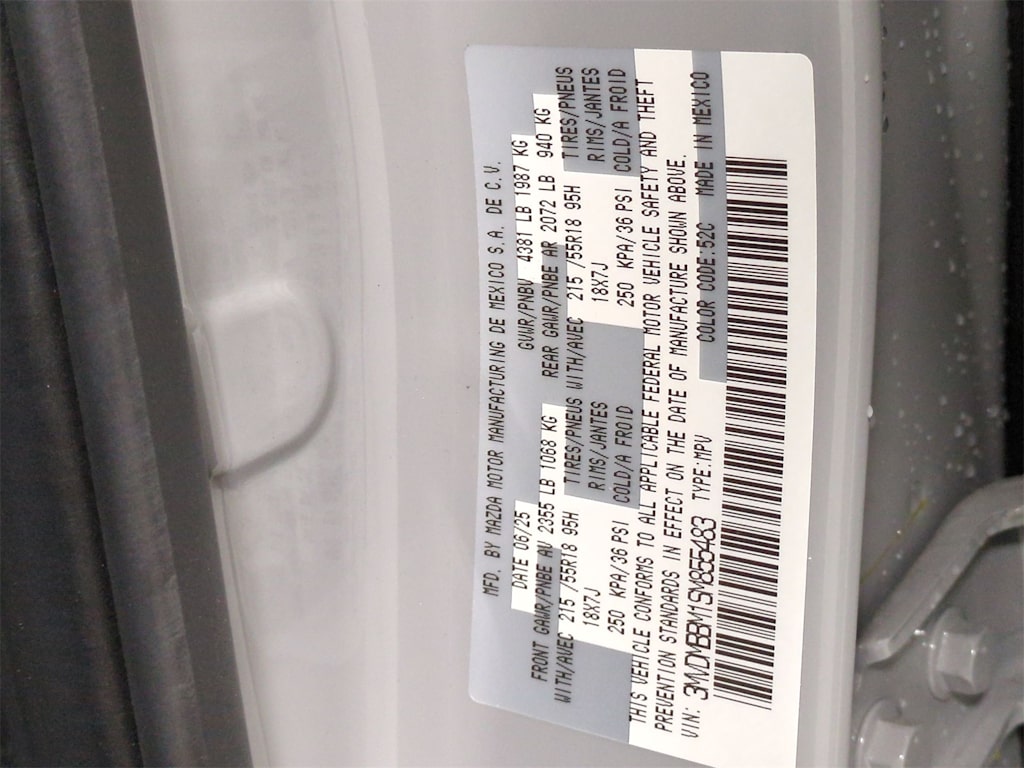 MFD. BY MAZDA MOTOR MANUFACTURING DE MEXICO S.A. DE C.V.
DATE 06/25 GVWR/PNBV 4381 LB 1987 KG
FRONT GAWR/PNBE AV 2355 LB 1068 KG REAR GAWR/PNBE AR 2072 LB 940 KG
WITH/AVEC 215 /55R18 95H TIRES/PNEUS WITH/AVEC 215 /55R18 95H TIRES/PNEUS
18X7J RIMS/JANTES 18X7J RIMS/JANTES
250 KPA/36 PSI COLD/A FROID 250 KPA/36 PSI COLD/A FROID
THIS VEHICLE CONFORMS TO ALL APPLICABLE FEDERAL MOTOR VEHICLE SAFETY AND THEFT
PREVENTION STANDARDS IN EFFECT ON THE DATE OF MANUFACTURE SHOWN ABOVE.
VIN: 3MVDMBBM1SM855483 TYPE:MPV COLOR CODE:52C MADE IN MEXICO